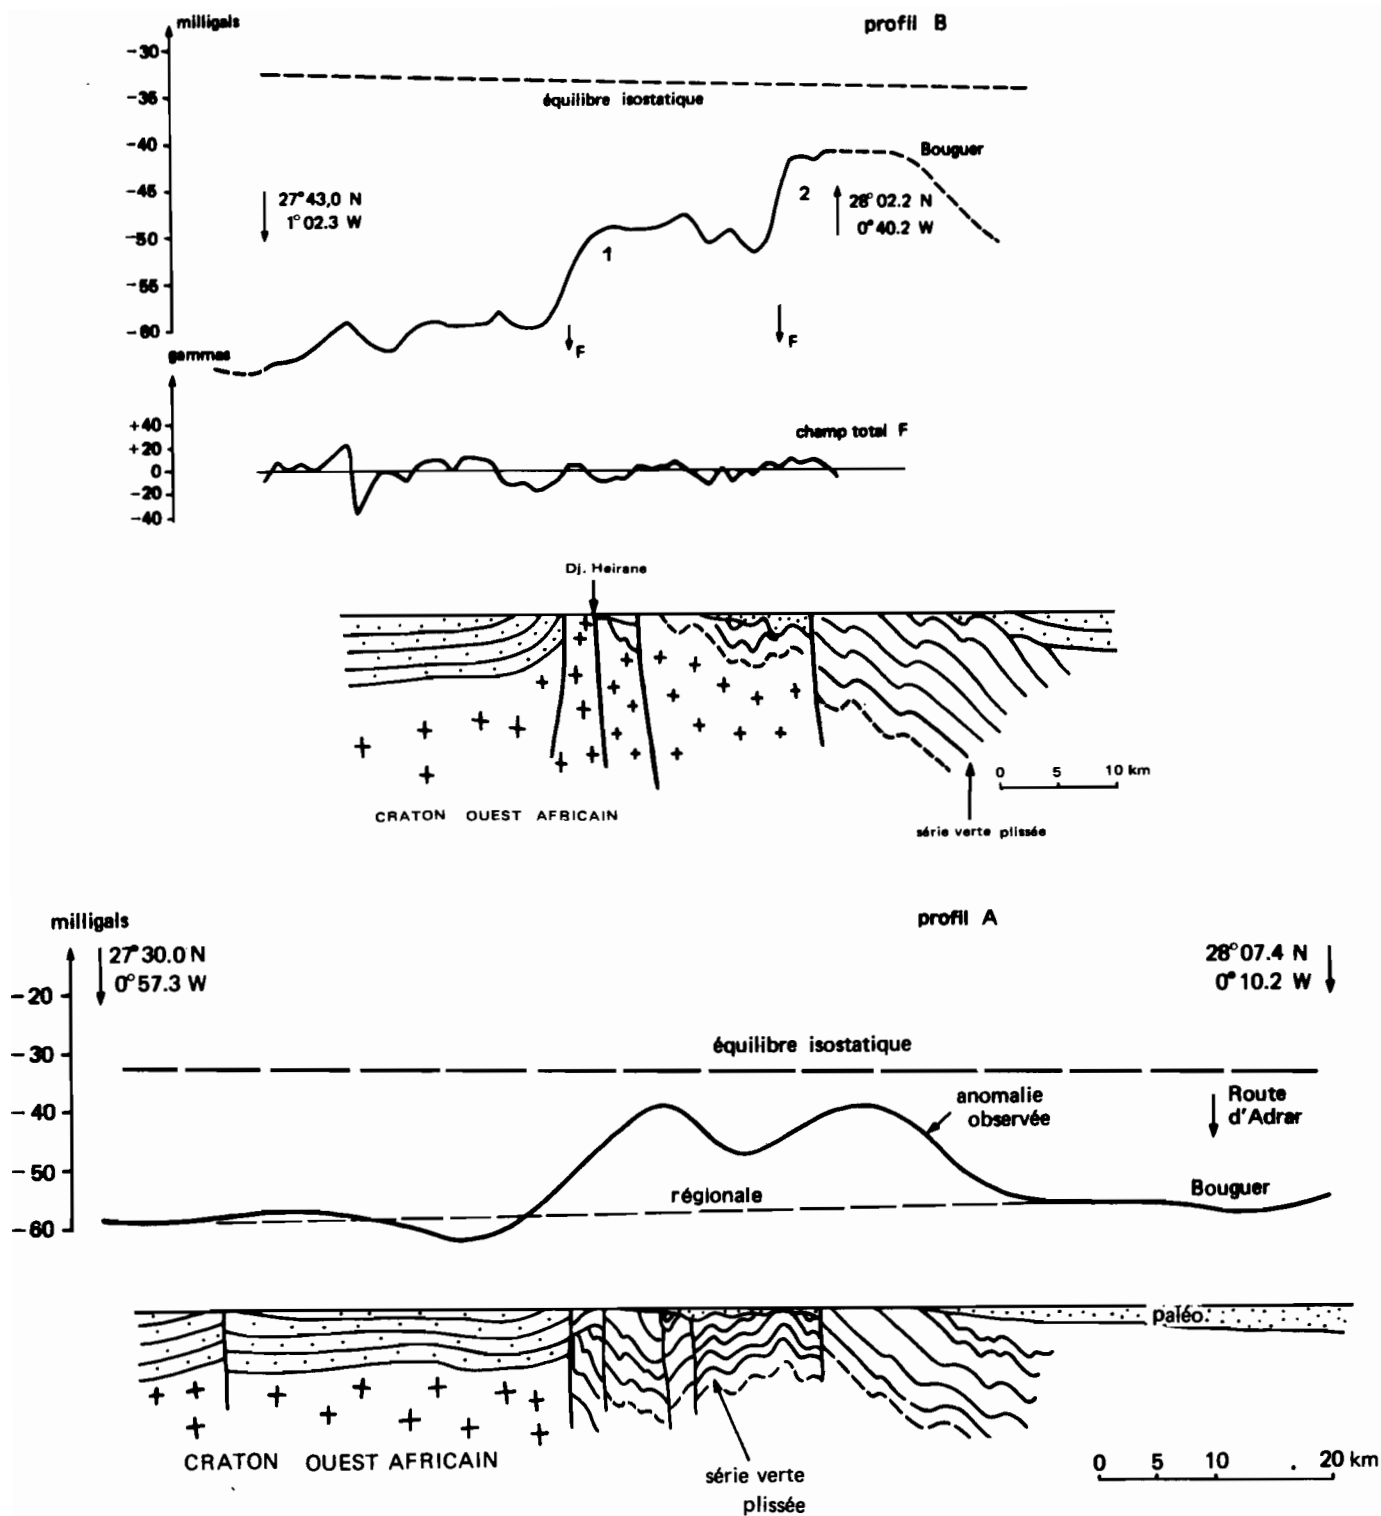 profil B
milligals
-30
équilibre isostatique
-35
-40
Bouguer
-45
27°43,0 N
1°02.3 W
2
28°02.2 N
0°40.2 W
-50
1
-55
-60
F
F
gammas
+40
champ total F
+20
0
-20
-40
Dj. Heirane
0 5 10 km
CRATON OUEST AFRICAIN
série verte plissée
milligals
profil A
27°30.0 N
0°57.3 W
28°07.4 N
0°10.2 W
-20
-30
équilibre isostatique
anomalie
observée
Route
d'Adrar
-40
-50
régionale
Bouguer
-60
paléo.
CRATON OUEST AFRICAIN
série verte
plissée
0 5 10 20 km